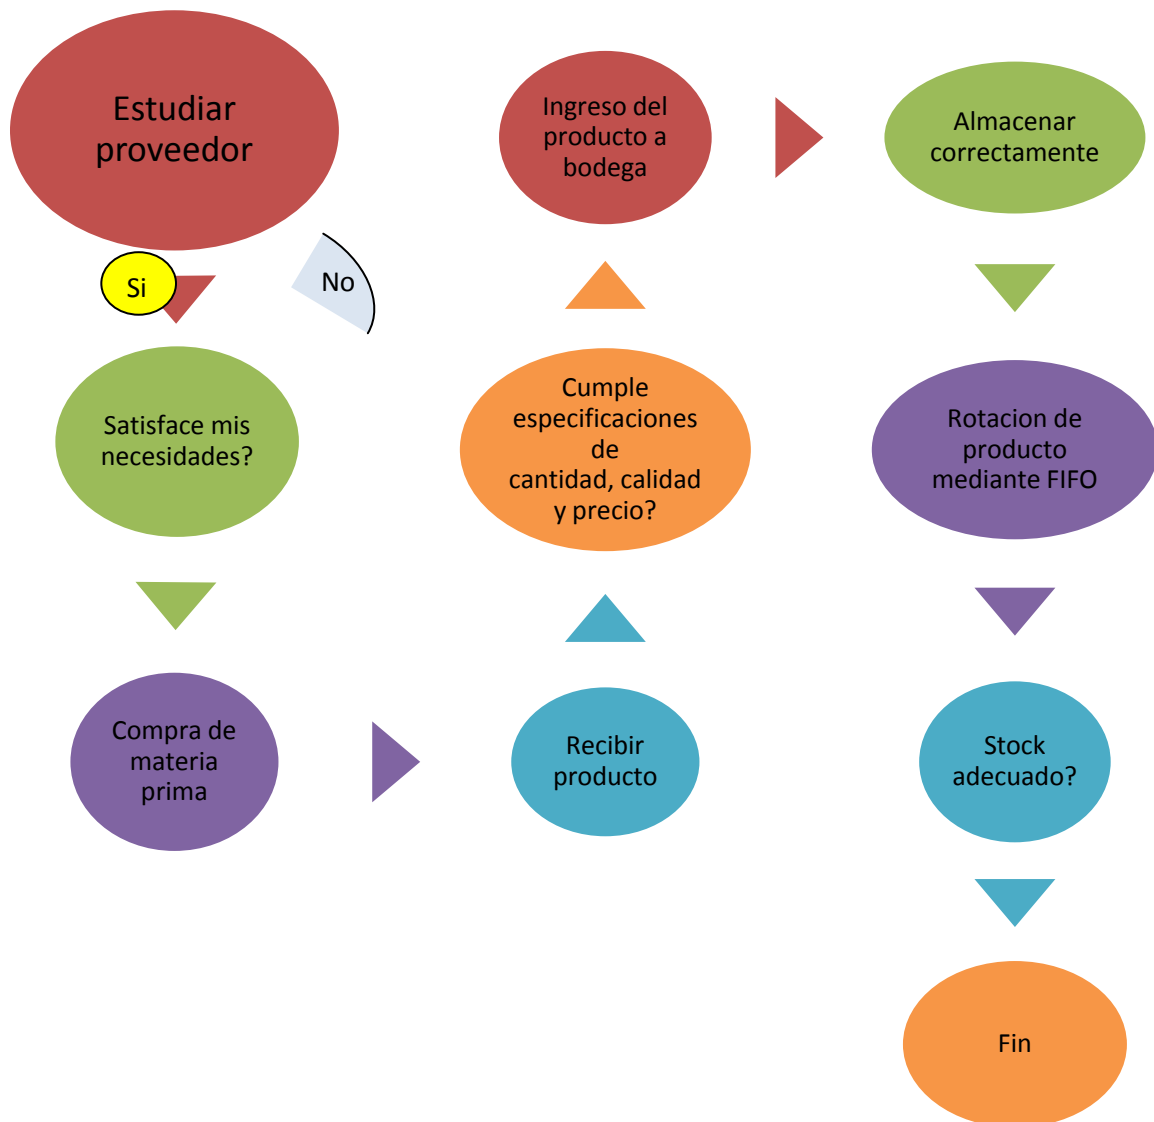 Estudiar
proveedor
Si
No
Satisface mis
necesidades?
Compra de
materia
prima
Recibir
producto
Cumple
especificaciones
de
cantidad, calidad
y precio?
Ingreso del
producto a
bodega
Almacenar
correctamente
Rotacion de
producto
mediante FIFO
Stock
adecuado?
Fin